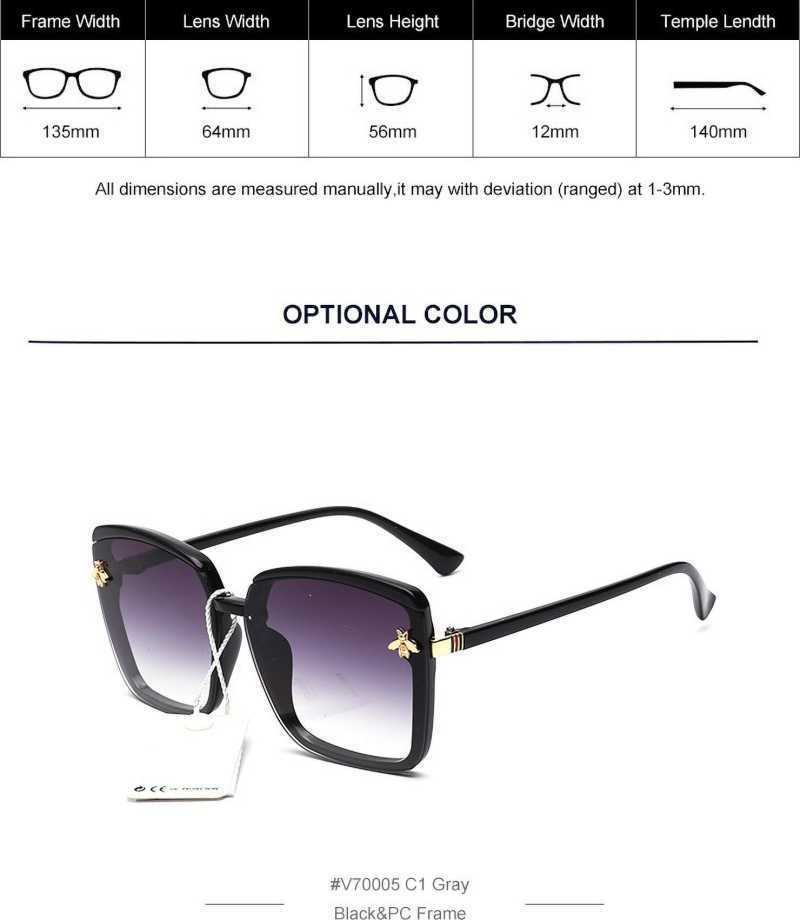 Frame Width Lens Width Lens Height Bridge Width Temple Lendth
135mm 64mm 56mm 12mm 140mm
All dimensions are measured manually,it may with deviation (ranged) at 1-3mm.
OPTIONAL COLOR
CE
#V70005 C1 Gray
Black&PC Frame